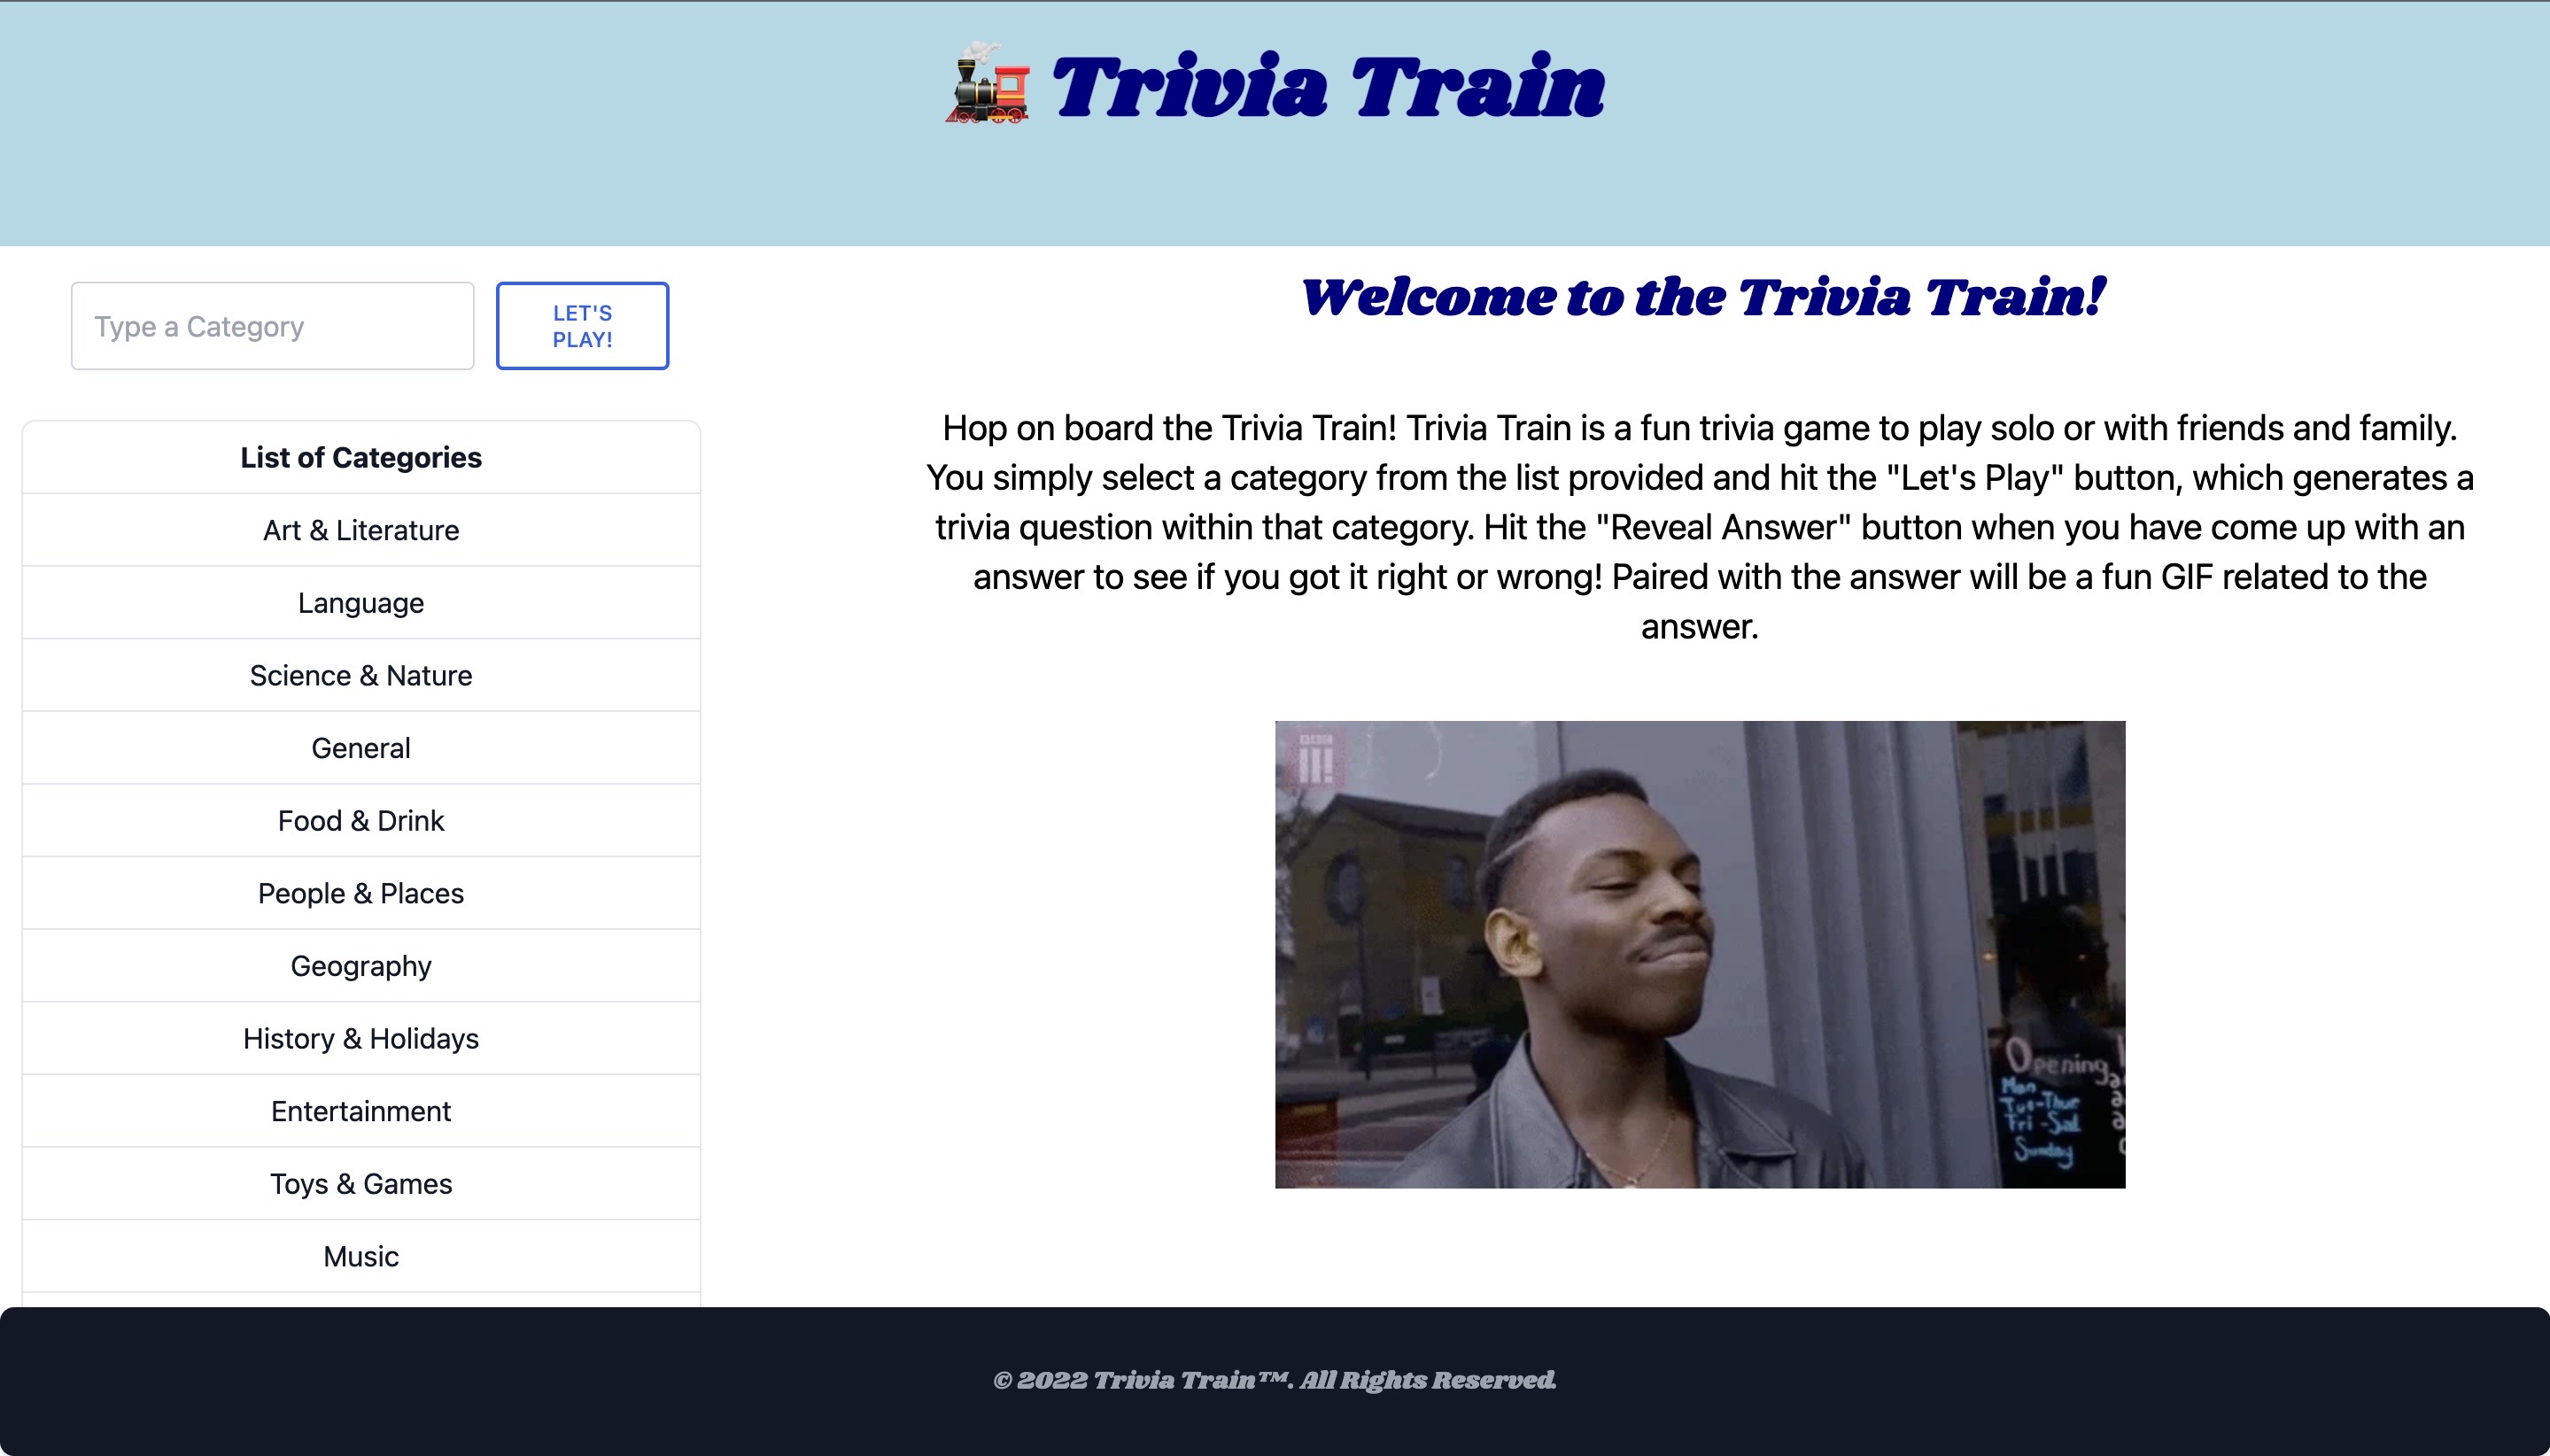 Trivia Train
LET'S
PLAY!
Type a Category
List of Categories
Art & Literature
Language
Science & Nature
General
Food & Drink
People & Places
Geography
History & Holidays
Entertainment
Toys & Games
Music
Welcome to the Trivia Train!
Hop on board the Trivia Train! Trivia Train is a fun trivia game to play solo or with friends and family.
You simply select a category from the list provided and hit the "Let's Play" button, which generates a
trivia question within that category. Hit the "Reveal Answer" button when you have come up with an
answer to see if you got it right or wrong! Paired with the answer will be a fun GIF related to the
answer.
BBC
Opening
Mon
Tue-Thur
Fri-Sat
Sunday
© 2022 Trivia Train™. All Rights Reserved.